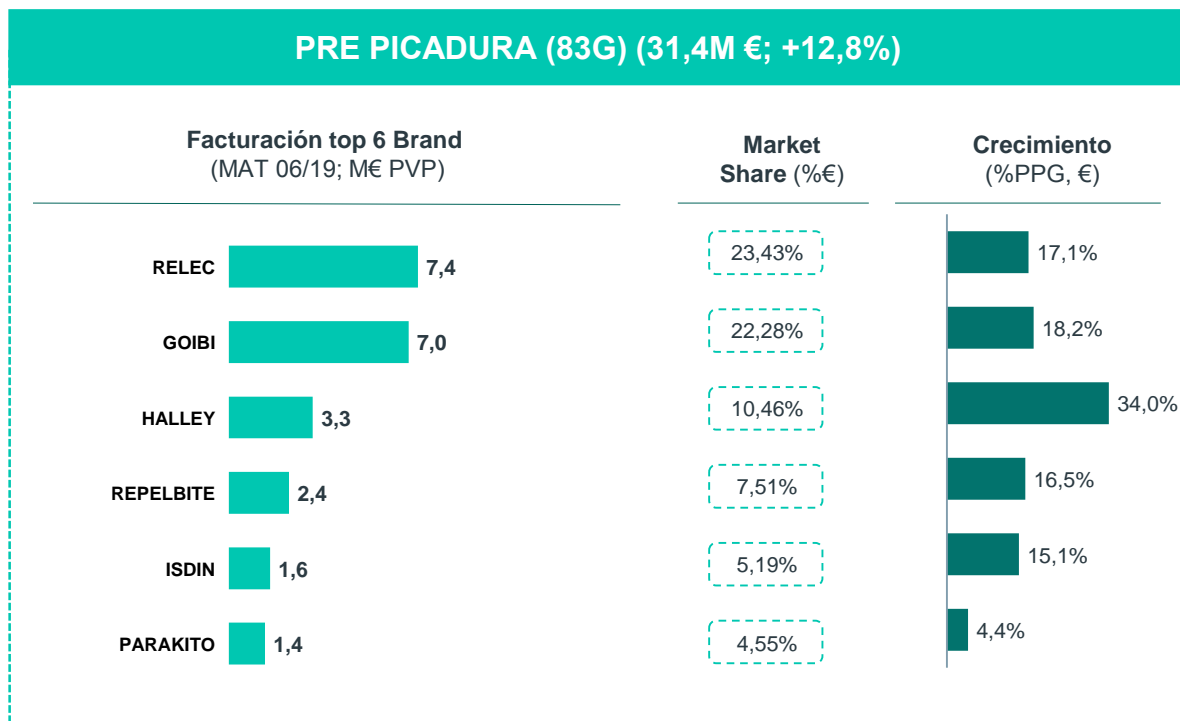 PRE PICADURA (83G) (31,4M €; +12,8%)
Facturación top 6 Brand
(MAT 06/19; M€ PVP)
Market
Share (%€)
Crecimiento
(%PPG, €)
RELEC 7,4 23,43% 17,1%
GOIBI 7,0 22,28% 18,2%
HALLEY 3,3 10,46% 34,0%
REPELBITE 2,4 7,51% 16,5%
ISDIN 1,6 5,19% 15,1%
PARAKITO 1,4 4,55% 4,4%